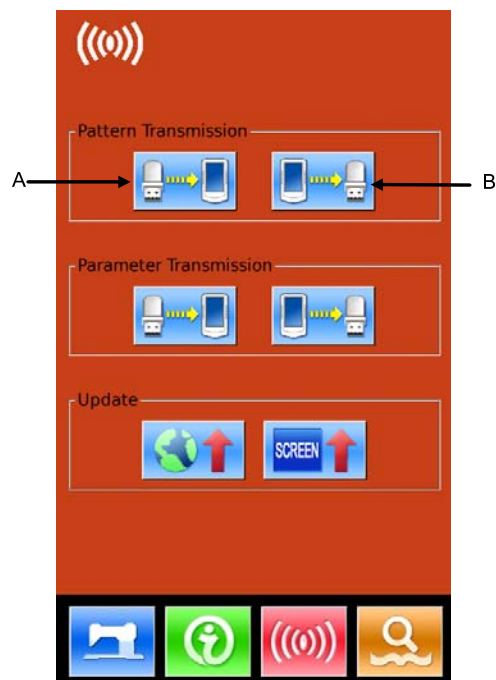 Pattern Transmission
A
B
Parameter Transmission
Update
SCREEN